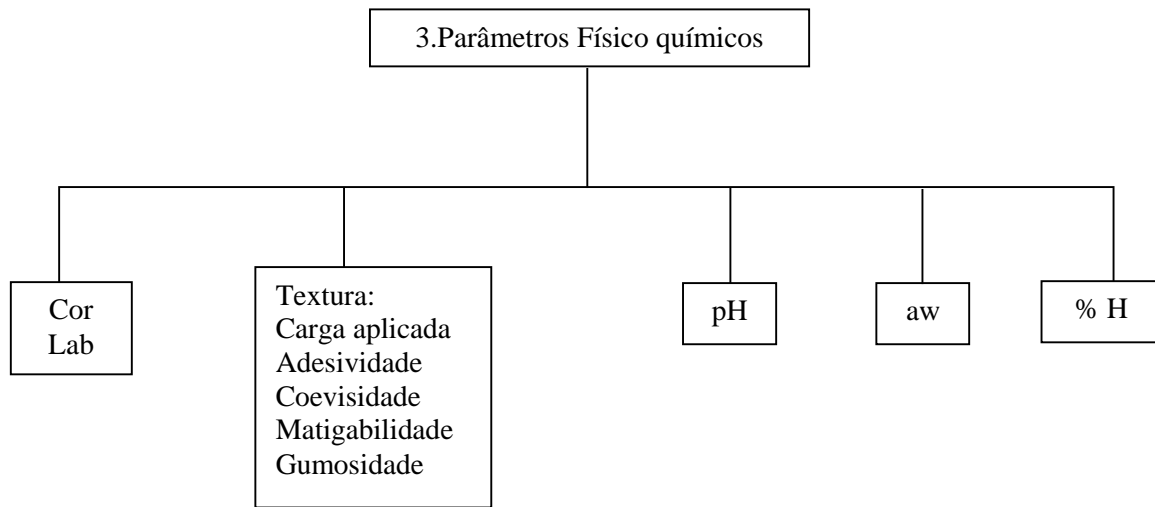 3.Parâmetros Físico químicos
Cor
Lab
Textura:
Carga aplicada
Adesividade
Coevisidade
Matigabilidade
Gumosidade
pH
aw
% H